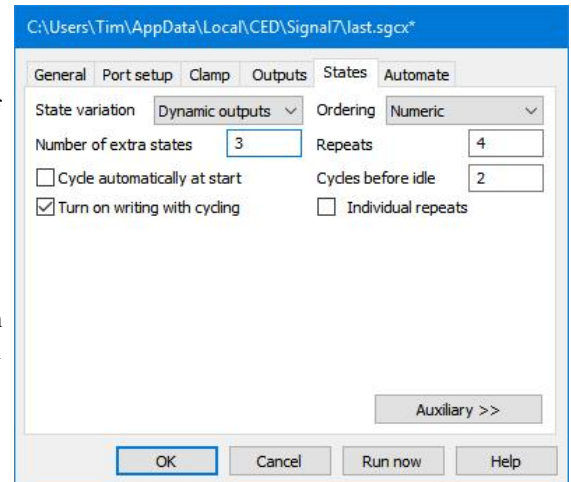 C:\Users\Tim\AppData\Local\CED\Signal7\last.sgcx*
General Port setup Clamp Outputs States Automate
State variation Dynamic outputs Ordering Numeric
Number of extra states 3 Repeats 4
Cycle automatically at start Cycles before idle 2
Turn on writing with cycling Individual repeats
Auxiliary >>
OK Cancel Run now Help